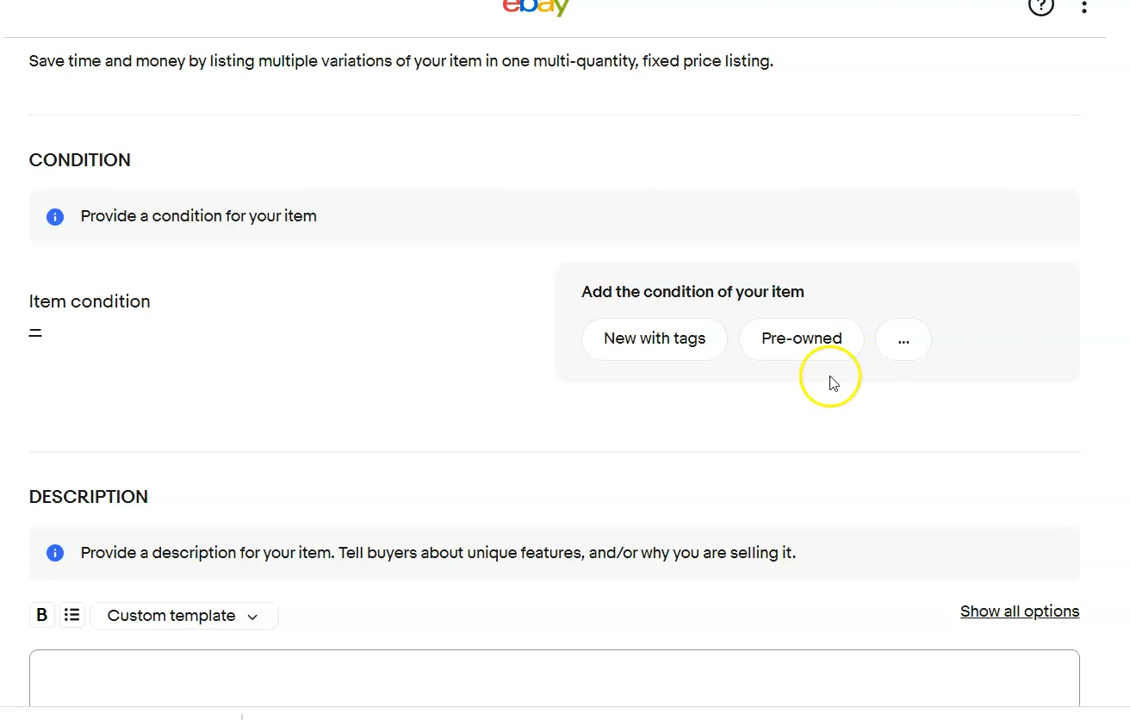 ebay
Save time and money by listing multiple variations of your item in one multi-quantity, fixed price listing.
CONDITION
Provide a condition for your item
Item condition
Add the condition of your item
New with tags
Pre-owned
...
DESCRIPTION
Provide a description for your item. Tell buyers about unique features, and/or why you are selling it.
B
Custom template
Show all options